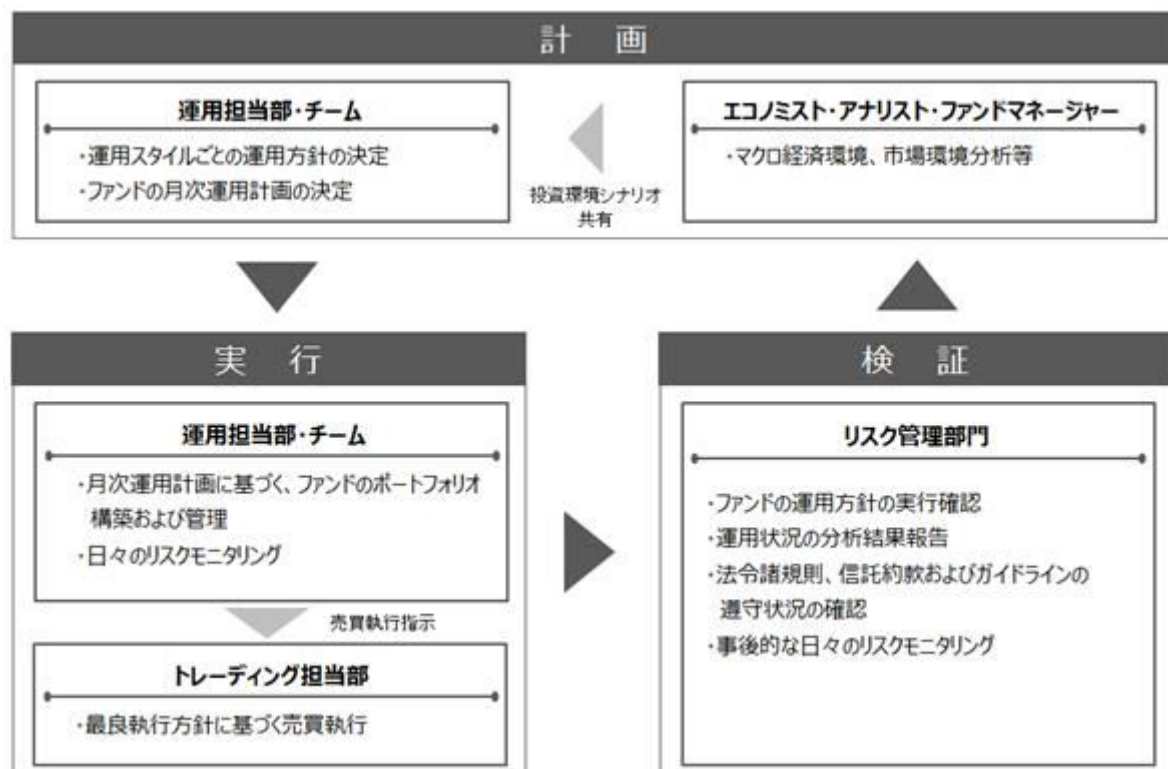 計　画
運用担当部・チーム
・運用スタイルごとの運用方針の決定
・ファンドの月次運用計画の決定
投資環境シナリオ
共有
エコノミスト・アナリスト・ファンドマネージャー
・マクロ経済環境、市場環境分析等
実　行
運用担当部・チーム
・月次運用計画に基づく、ファンドのポートフォリオ
構築および管理
・日々のリスクモニタリング
売買執行指示
トレーディング担当部
・最良執行方針に基づく売買執行
検　証
リスク管理部門
・ファンドの運用方針の実行確認
・運用状況の分析結果報告
・法令諸規則、信託約款およびガイドラインの
遵守状況の確認
・事後的な日々のリスクモニタリング